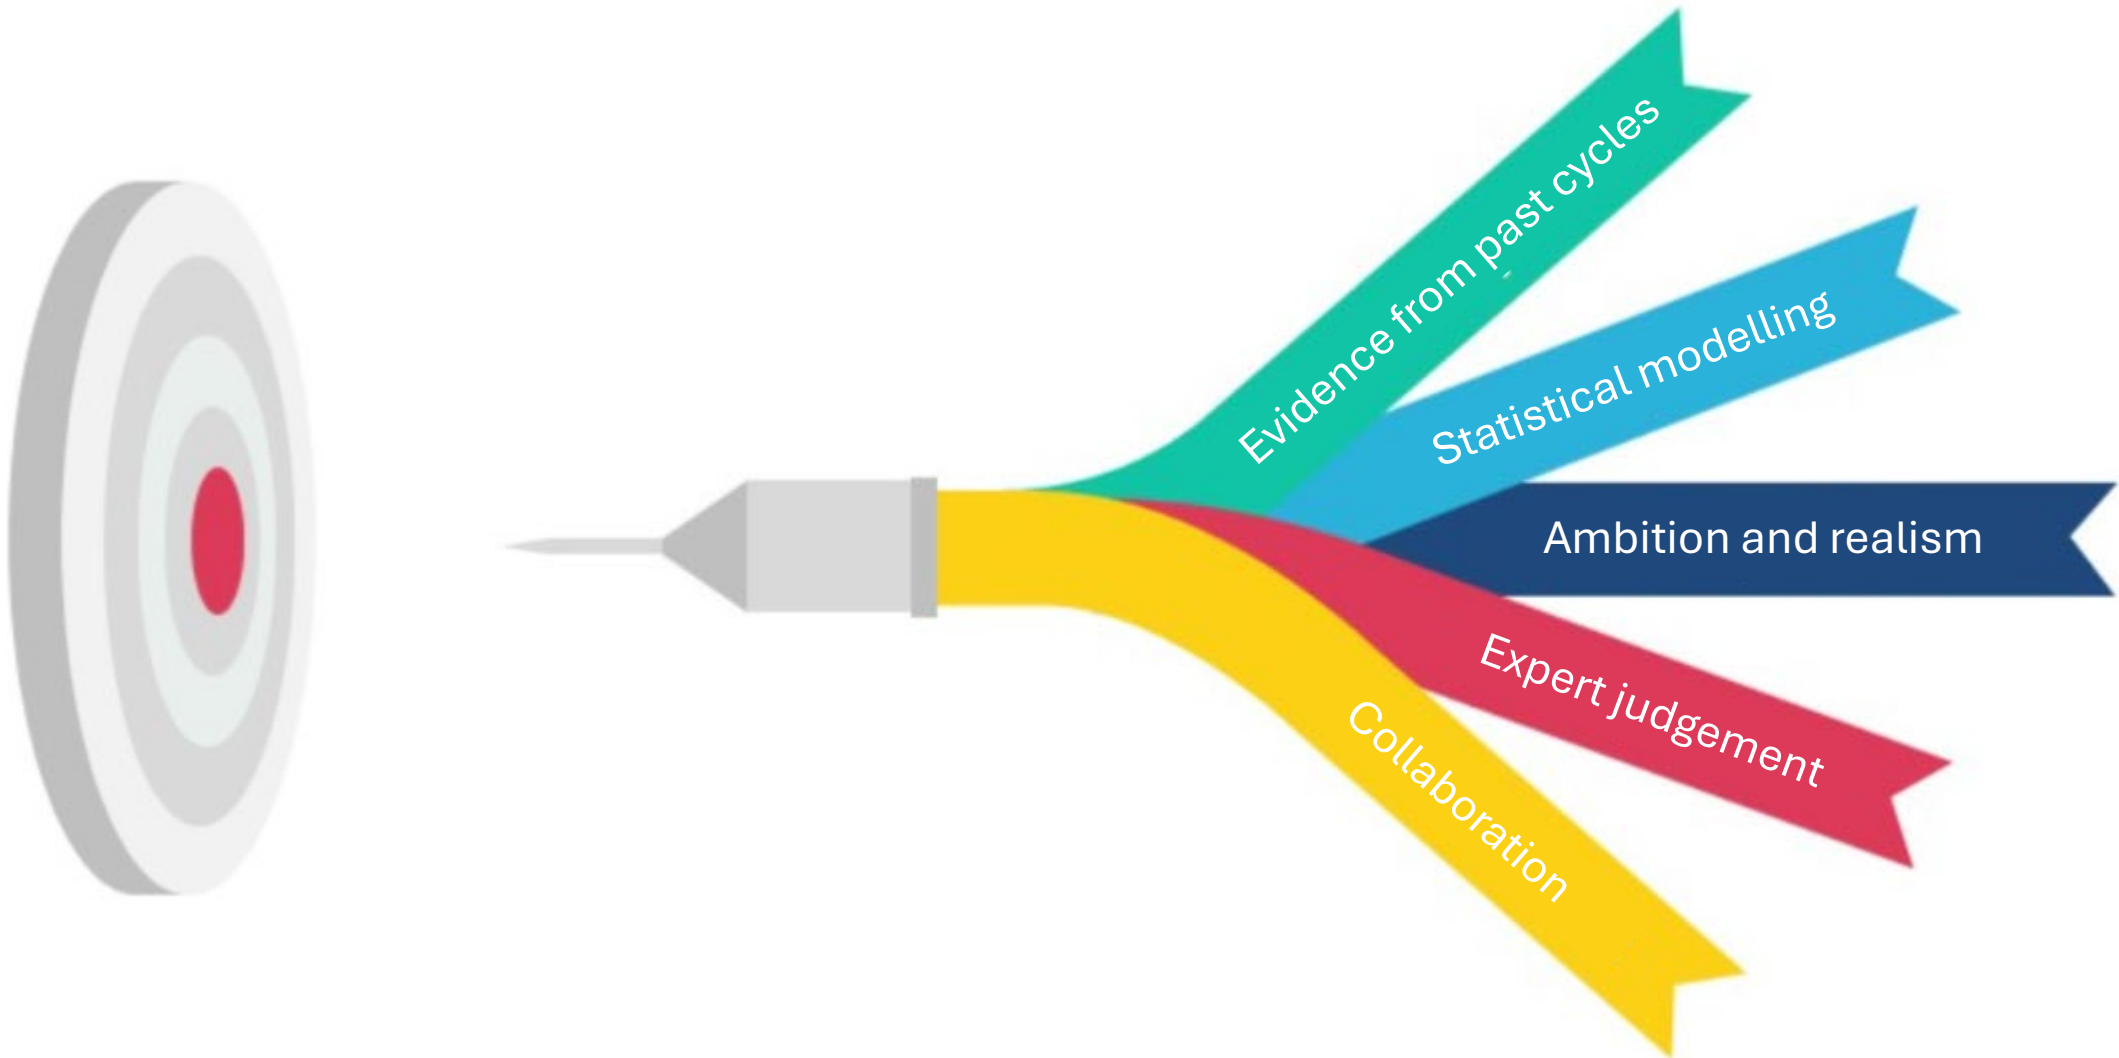 Evidence from past cycles
Statistical modelling
Ambition and realism
Expert judgement
Collaboration